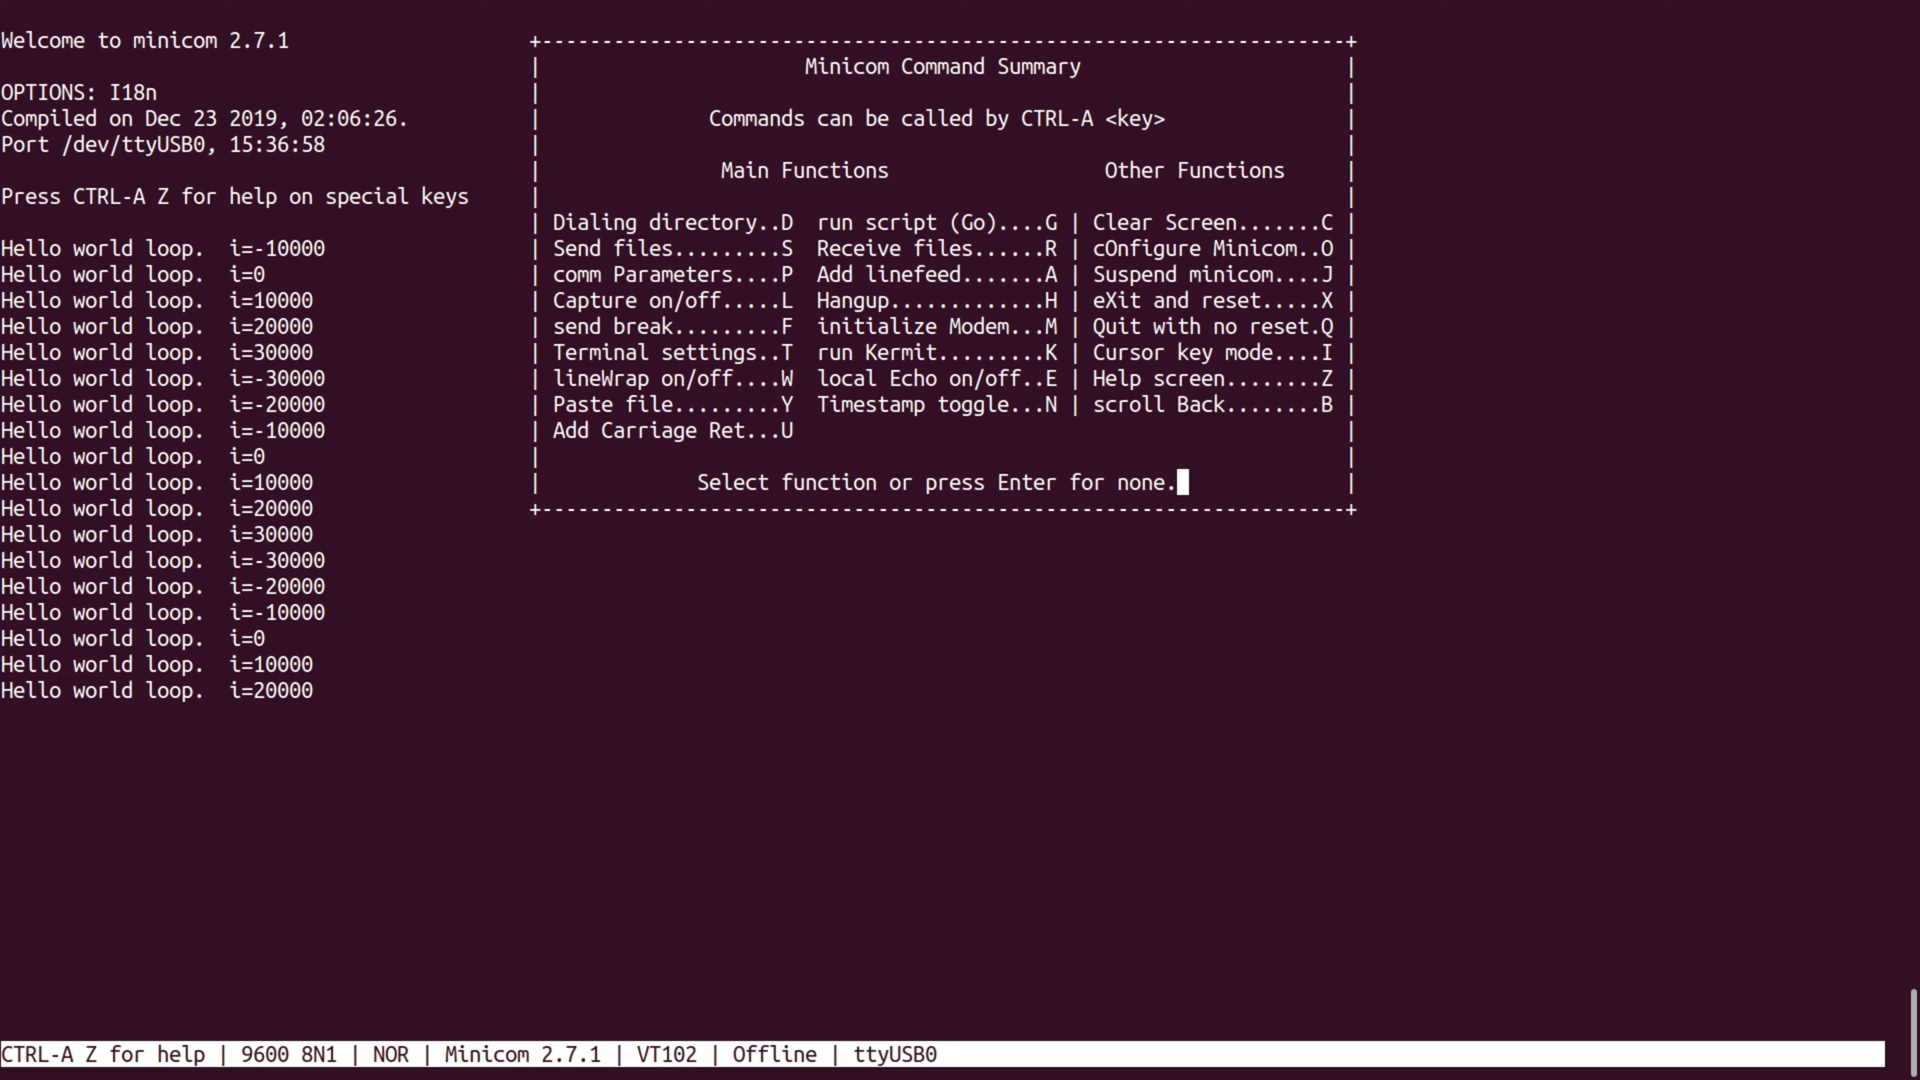 Welcome to minicom 2.7.1
OPTIONS: I18n
Compiled on Dec 23 2019, 02:06:26.
Port /dev/ttyUSB0, 15:36:58
Press CTRL-A Z for help on special keys
Hello world loop.  i=-10000
Hello world loop.  i=0
Hello world loop.  i=10000
Hello world loop.  i=20000
Hello world loop.  i=30000
Hello world loop.  i=-30000
Hello world loop.  i=-20000
Hello world loop.  i=-10000
Hello world loop.  i=0
Hello world loop.  i=10000
Hello world loop.  i=20000
Hello world loop.  i=30000
Hello world loop.  i=-30000
Hello world loop.  i=-20000
Hello world loop.  i=-10000
Hello world loop.  i=0
Hello world loop.  i=10000
Hello world loop.  i=20000
+-------------------------------------------------------------------+
Minicom Command Summary
Commands can be called by CTRL-A <key>
Main Functions                  Other Functions
| Dialing directory..D  run script (Go)....G | Clear Screen.......C |
| Send files.........S  Receive files......R | cOnfigure Minicom..O |
| comm Parameters....P  Add linefeed.......A | Suspend minicom....J |
| Capture on/off.....L  Hangup.............H | eXit and reset.....X |
| send break.........F  initialize Modem...M | Quit with no reset.Q |
| Terminal settings..T  run Kermit.........K | Cursor key mode....I |
| lineWrap on/off....W  local Echo on/off..E | Help screen........Z |
| Paste file.........Y  Timestamp toggle...N | scroll Back........B |
| Add Carriage Ret...U                                              |
Select function or press Enter for none.
+-------------------------------------------------------------------+
CTRL-A Z for help | 9600 8N1 | NOR | Minicom 2.7.1 | VT102 | Offline | ttyUSB0